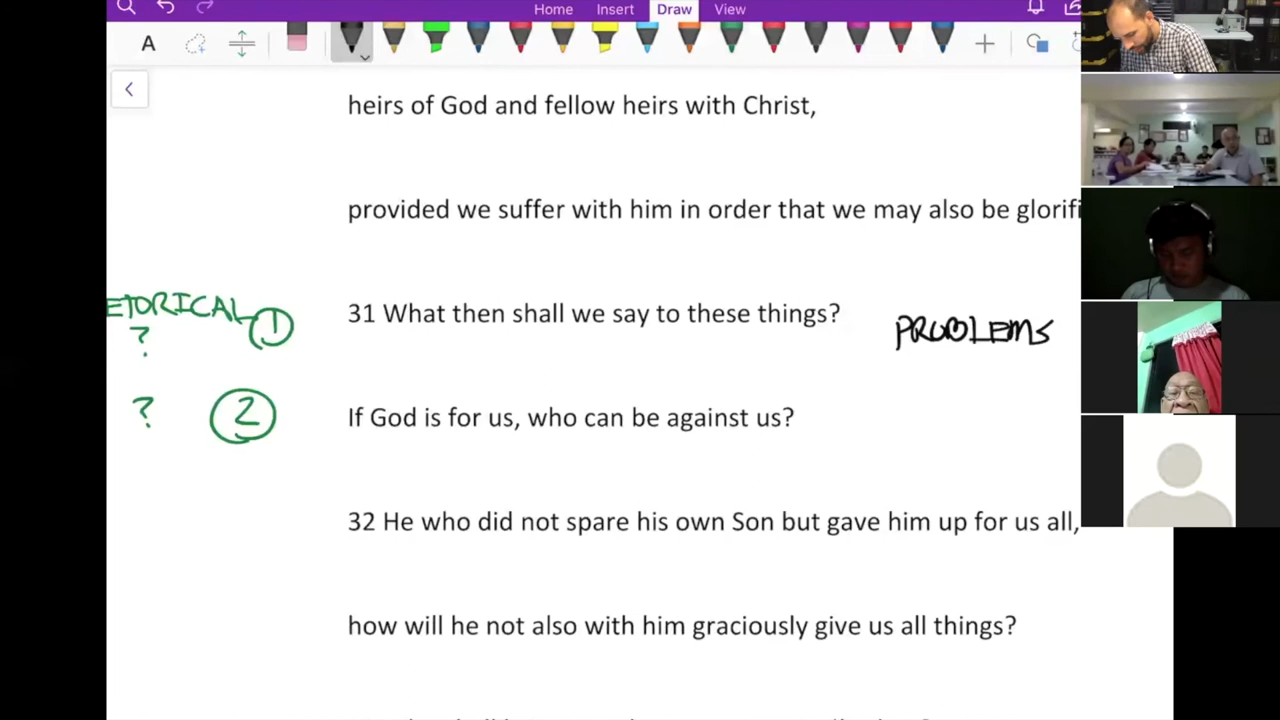 Home Insert Draw View
A
heirs of God and fellow heirs with Christ,
provided we suffer with him in order that we may also be glorifi
ETORICAL 1
?
31 What then shall we say to these things?
PROBLEMS
? 2
If God is for us, who can be against us?
32 He who did not spare his own Son but gave him up for us all,
how will he not also with him graciously give us all things?